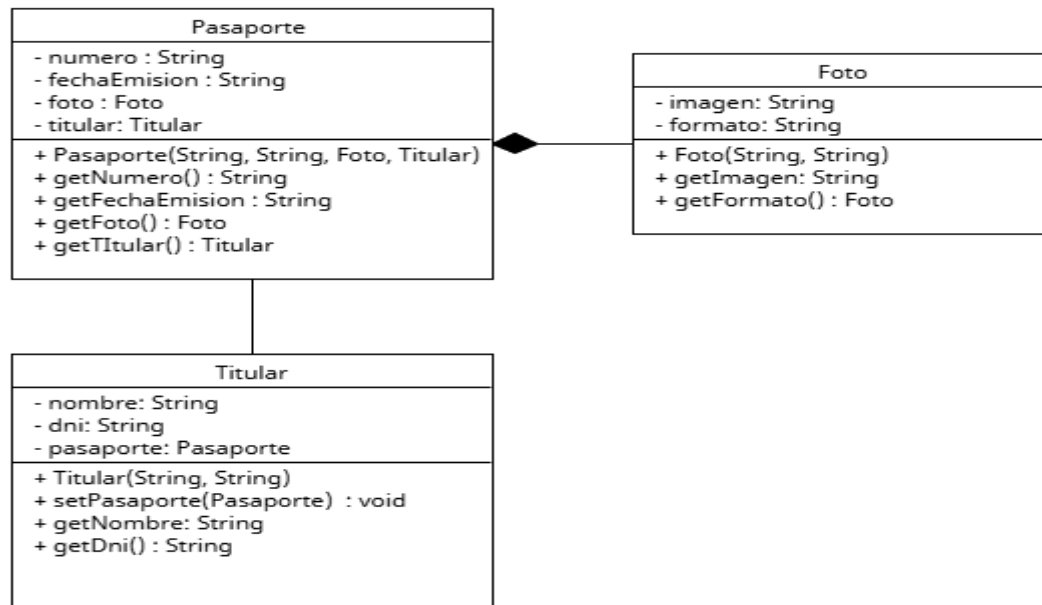 Pasaporte
- numero : String
- fechaEmision : String
- foto : Foto
- titular: Titular
+ Pasaporte(String, String, Foto, Titular)
+ getNumero() : String
+ getFechaEmision : String
+ getFoto() : Foto
+ getTItular() : Titular
Foto
- imagen: String
- formato: String
+ Foto(String, String)
+ getImagen: String
+ getFormato() : Foto
Titular
- nombre: String
- dni: String
- pasaporte: Pasaporte
+ Titular(String, String)
+ setPasaporte(Pasaporte) : void
+ getNombre: String
+ getDni() : String